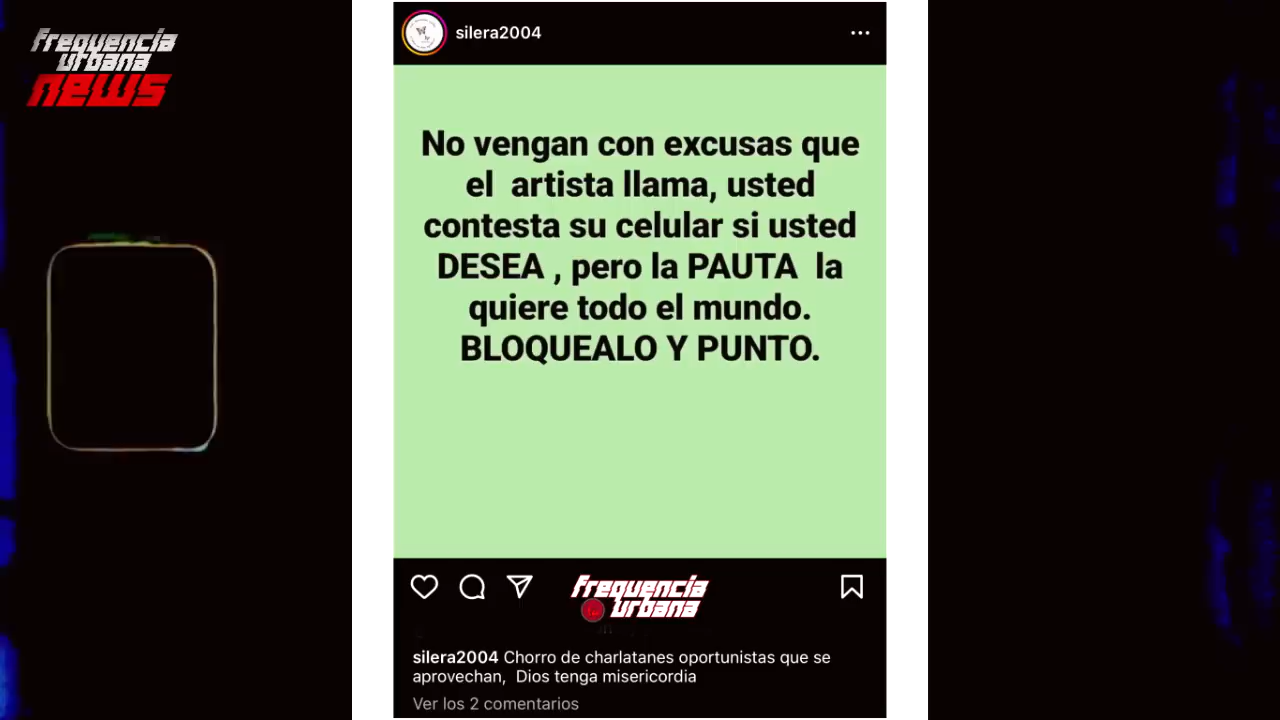 frequencia
urbana
news
silera2004
No vengan con excusas que
el artista llama, usted
contesta su celular si usted
DESEA , pero la PAUTA la
quiere todo el mundo.
BLOQUEALO Y PUNTO.
frequencia
urbana
silera2004 Chorro de charlatanes oportunistas que se
aprovechan, Dios tenga misericordia
Ver los 2 comentarios